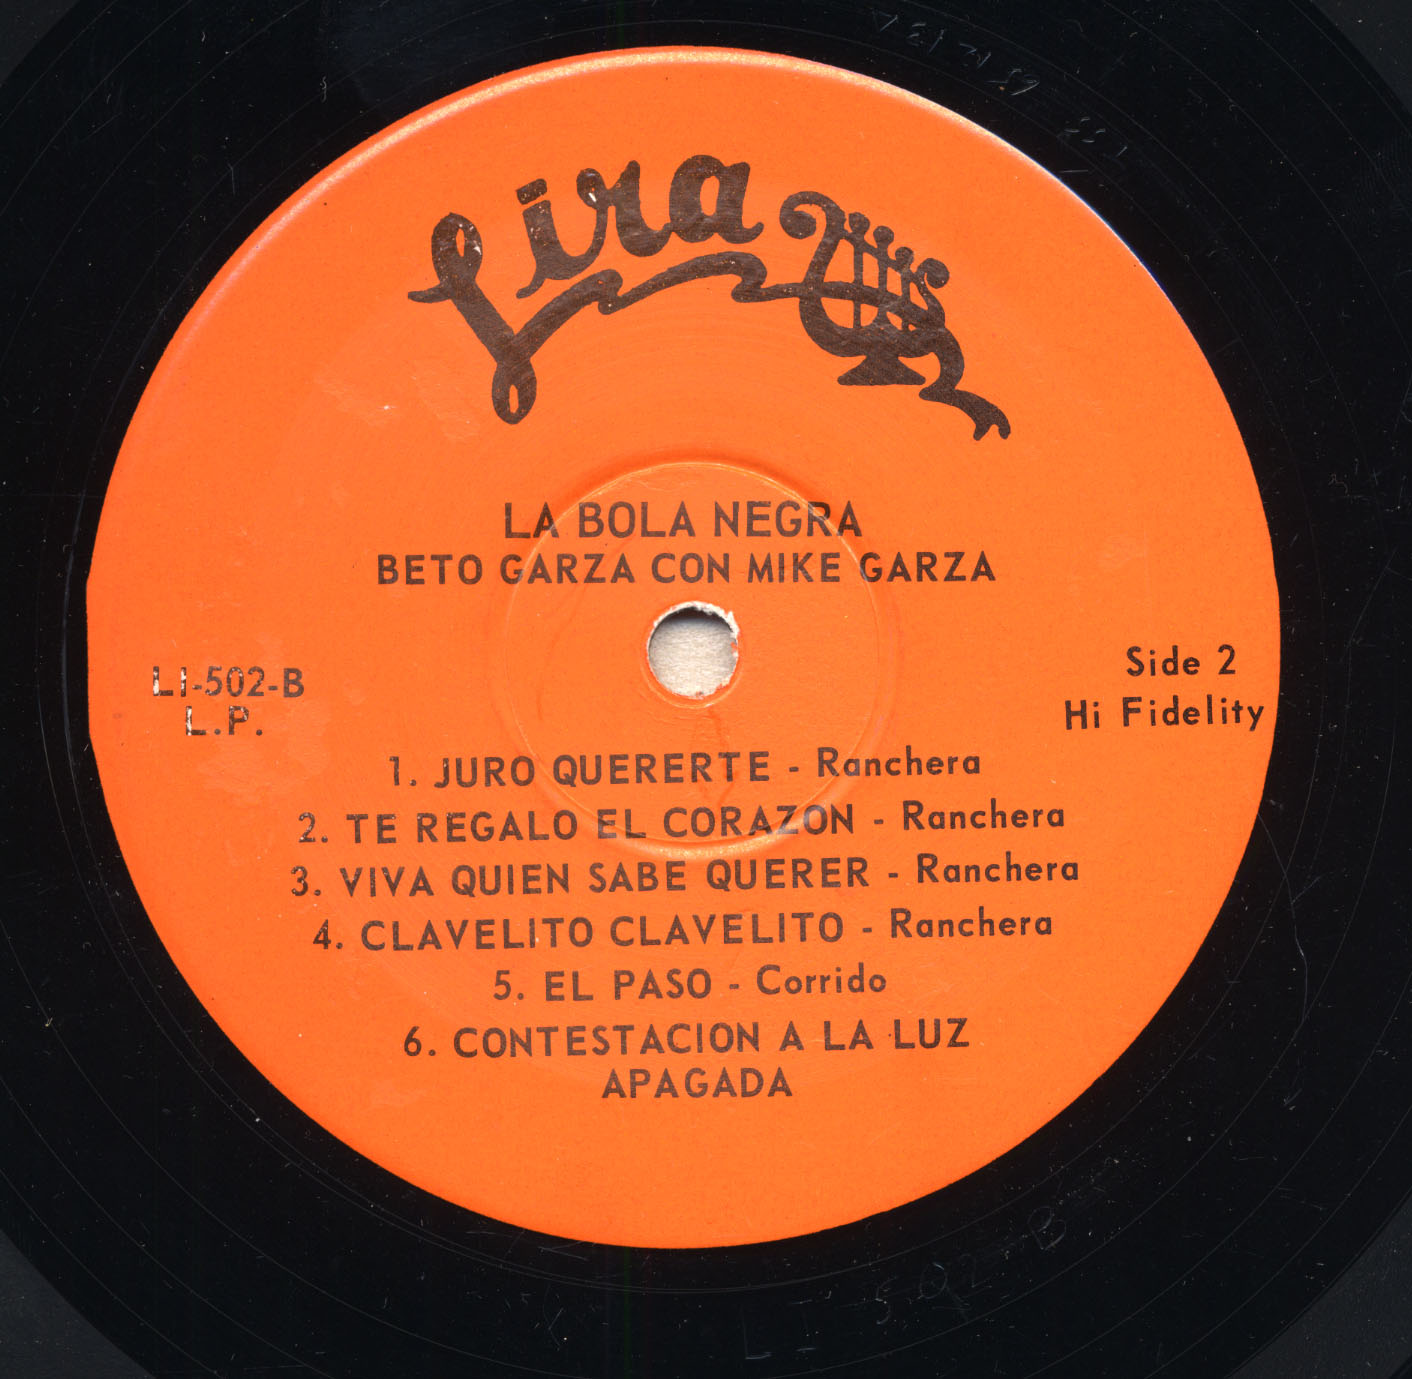 Lira
LA BOLA NEGRA
BETO GARZA CON MIKE GARZA
LI-502-B
L.P.
Side 2
Hi Fidelity
1. JURO QUERERTE - Ranchera
2. TE REGALO EL CORAZON - Ranchera
3. VIVA QUIEN SABE QUERER - Ranchera
4. CLAVELITO CLAVELITO - Ranchera
5. EL PASO - Corrido
6. CONTESTACION A LA LUZ
APAGADA
LI 502-B